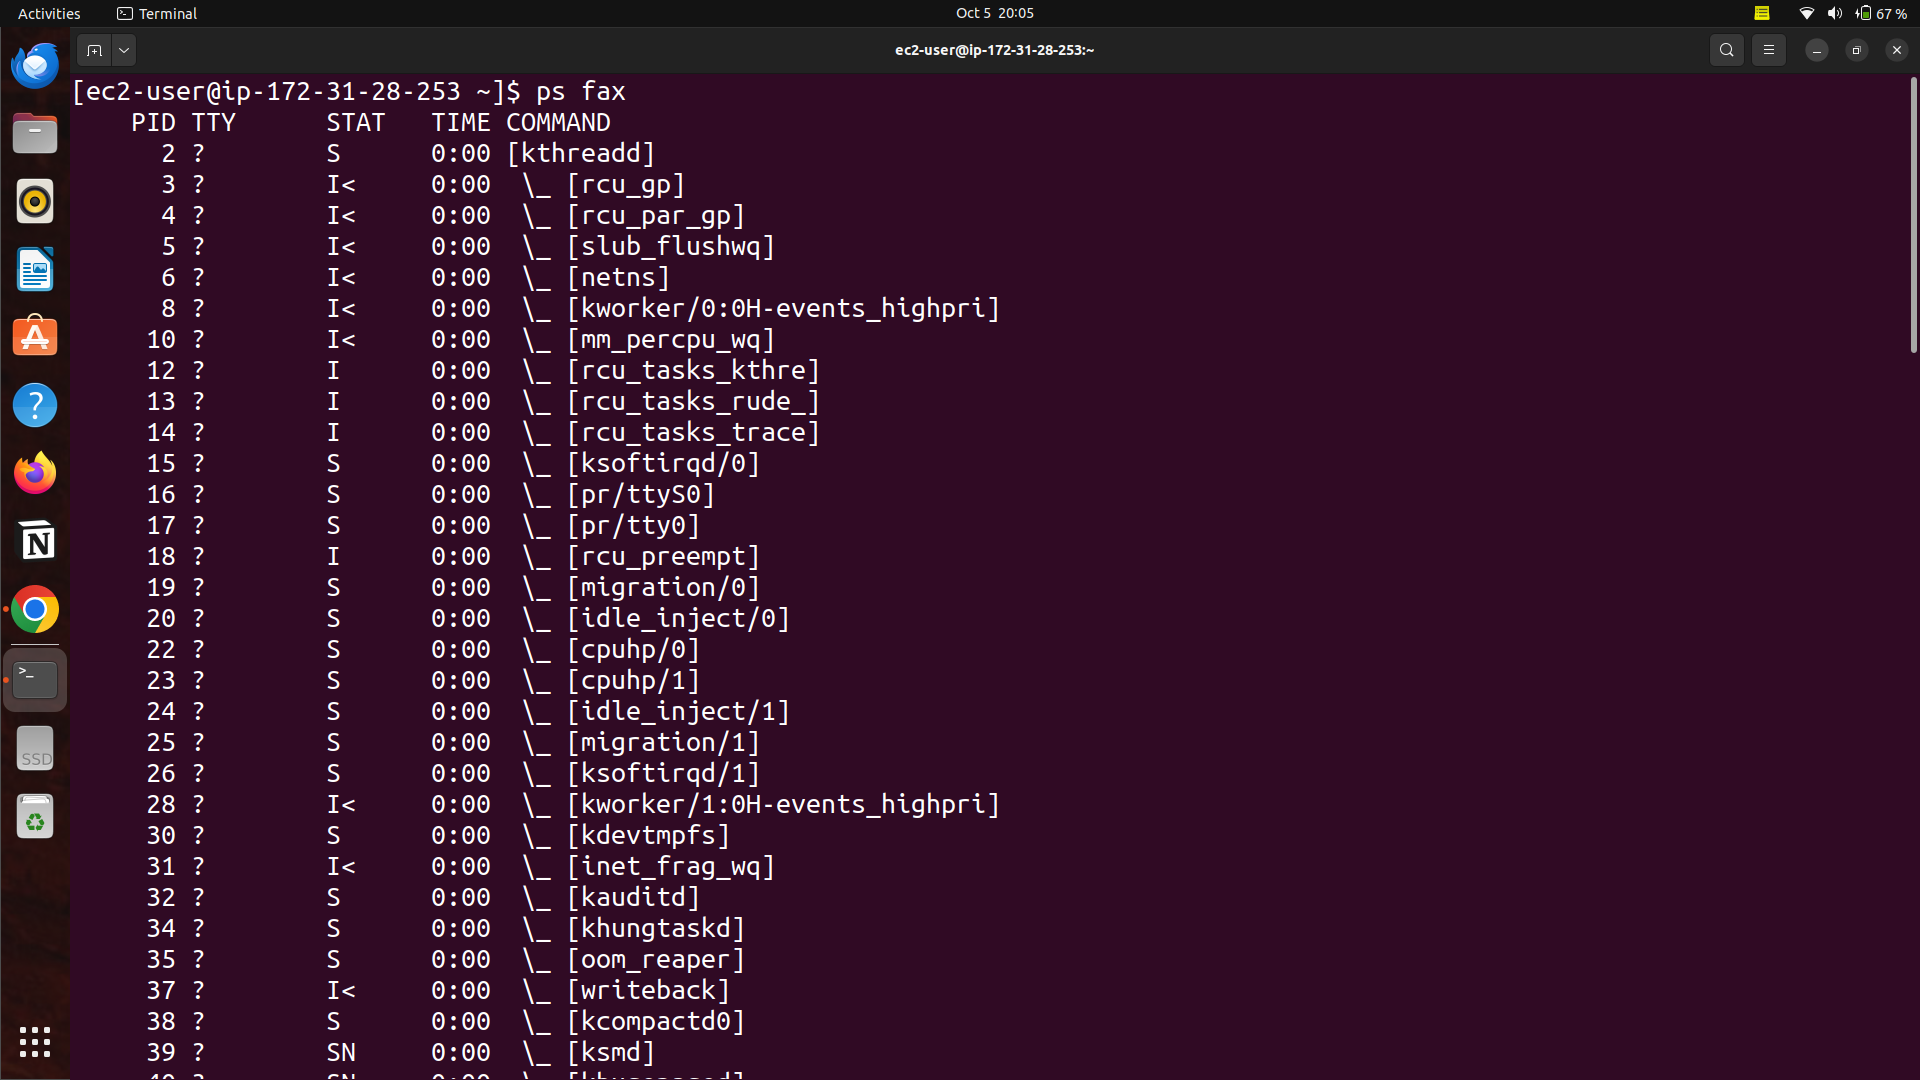 Activities Terminal Oct 5 20:05 67 %
ec2-user@ip-172-31-28-253:~
[ec2-user@ip-172-31-28-253 ~]$ ps fax
    PID TTY      STAT   TIME COMMAND
      2 ?        S      0:00 [kthreadd]
      3 ?        I<     0:00  \_ [rcu_gp]
      4 ?        I<     0:00  \_ [rcu_par_gp]
      5 ?        I<     0:00  \_ [slub_flushwq]
      6 ?        I<     0:00  \_ [netns]
      8 ?        I<     0:00  \_ [kworker/0:0H-events_highpri]
     10 ?        I<     0:00  \_ [mm_percpu_wq]
     12 ?        I      0:00  \_ [rcu_tasks_kthre]
     13 ?        I      0:00  \_ [rcu_tasks_rude_]
     14 ?        I      0:00  \_ [rcu_tasks_trace]
     15 ?        S      0:00  \_ [ksoftirqd/0]
     16 ?        S      0:00  \_ [pr/ttyS0]
     17 ?        S      0:00  \_ [pr/tty0]
     18 ?        I      0:00  \_ [rcu_preempt]
     19 ?        S      0:00  \_ [migration/0]
     20 ?        S      0:00  \_ [idle_inject/0]
     22 ?        S      0:00  \_ [cpuhp/0]
     23 ?        S      0:00  \_ [cpuhp/1]
     24 ?        S      0:00  \_ [idle_inject/1]
     25 ?        S      0:00  \_ [migration/1]
     26 ?        S      0:00  \_ [ksoftirqd/1]
     28 ?        I<     0:00  \_ [kworker/1:0H-events_highpri]
     30 ?        S      0:00  \_ [kdevtmpfs]
     31 ?        I<     0:00  \_ [inet_frag_wq]
     32 ?        S      0:00  \_ [kauditd]
     34 ?        S      0:00  \_ [khungtaskd]
     35 ?        S      0:00  \_ [oom_reaper]
     37 ?        I<     0:00  \_ [writeback]
     38 ?        S      0:00  \_ [kcompactd0]
     39 ?        SN     0:00  \_ [ksmd]
SSD